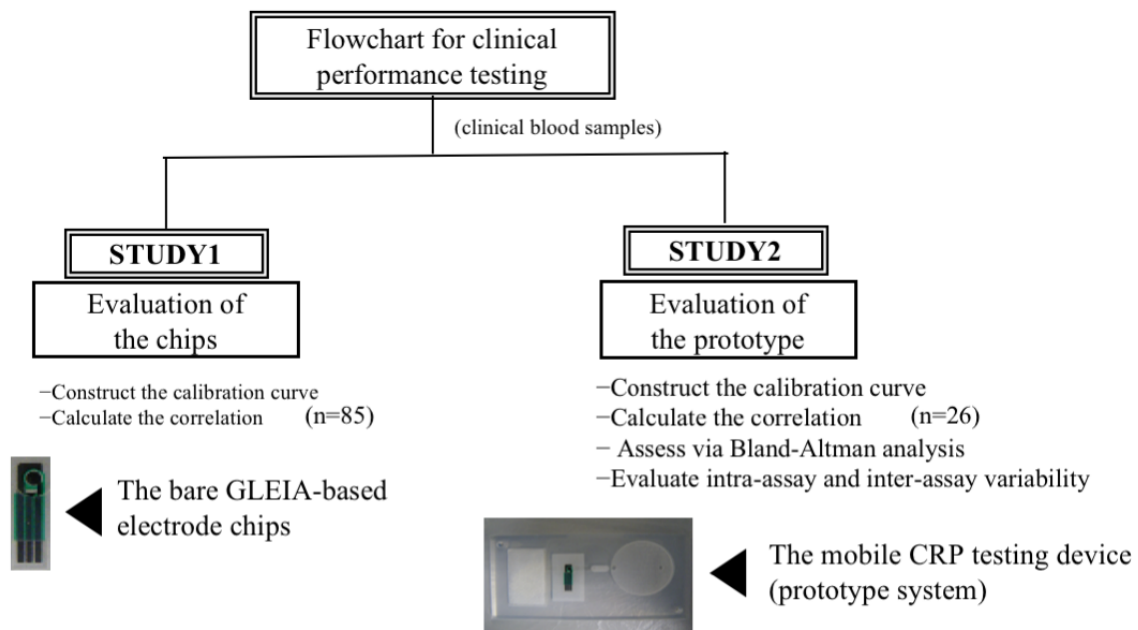 Flowchart for clinical
performance testing
(clinical blood samples)
STUDY1
Evaluation of
the chips
−Construct the calibration curve
−Calculate the correlation (n=85)
The bare GLEIA-based
electrode chips
STUDY2
Evaluation of
the prototype
−Construct the calibration curve
−Calculate the correlation (n=26)
− Assess via Bland-Altman analysis
−Evaluate intra-assay and inter-assay variability
The mobile CRP testing device
(prototype system)